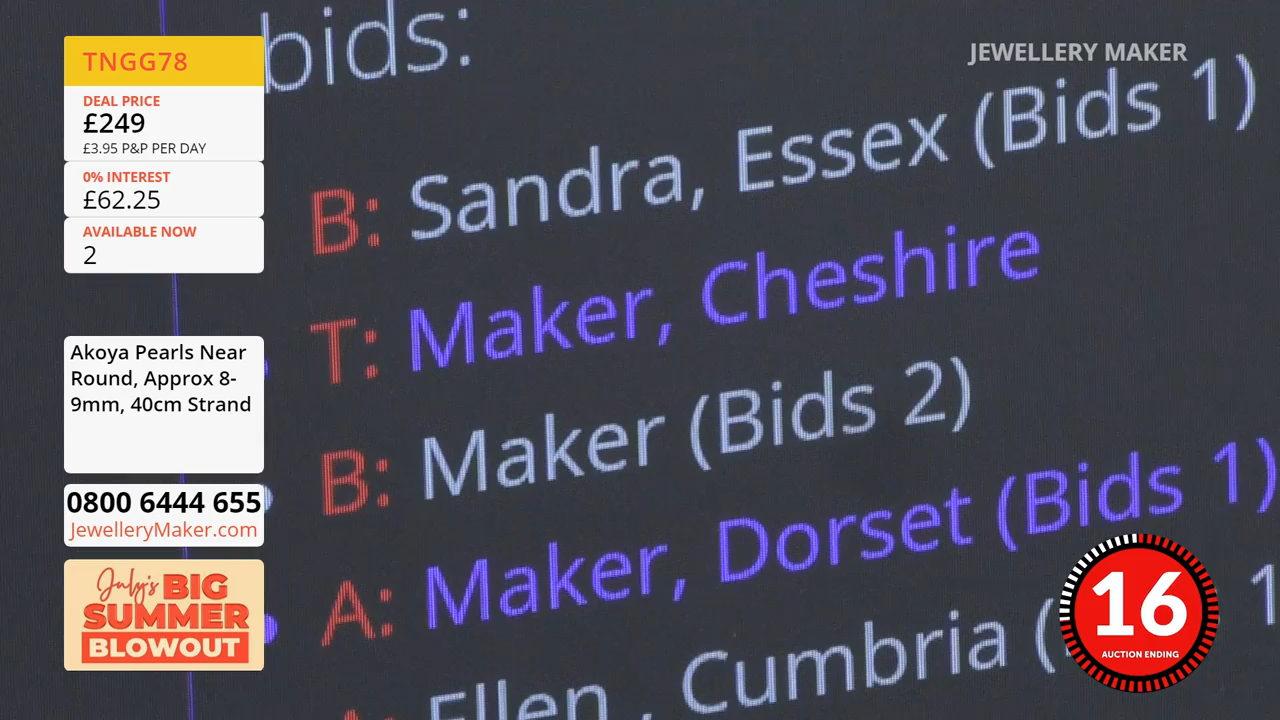 TNGG78
DEAL PRICE
£249
£3.95 P&P PER DAY
0% INTEREST
£62.25
AVAILABLE NOW
2
Akoya Pearls Near
Round, Approx 8-
9mm, 40cm Strand
0800 6444 655
JewelleryMaker.com
July's BIG
SUMMER
BLOWOUT
JEWELLERY MAKER
bids:
B: Sandra, Essex (Bids 1)
T: Maker, Cheshire
B: Maker (Bids 2)
A: Maker, Dorset (Bids 1)
Ellen , Cumbria (
16
AUCTION ENDING